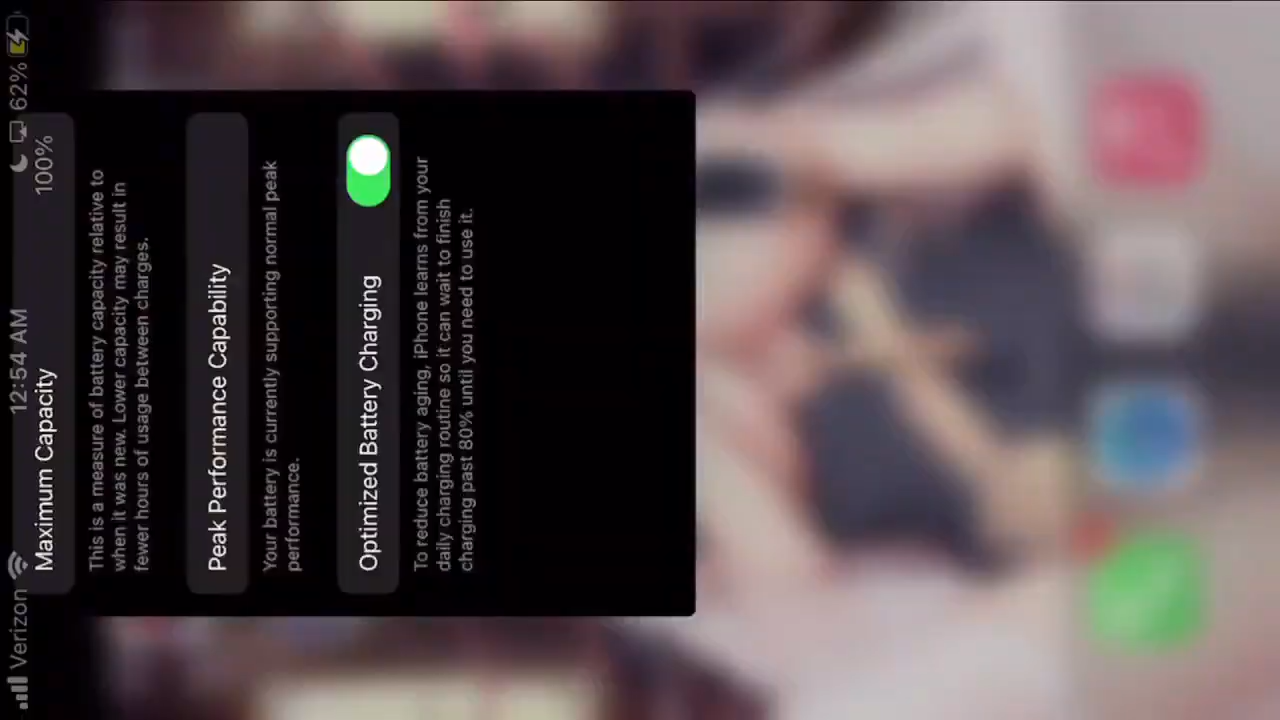 Verizon 12:54 AM 62%
Maximum Capacity 100%
This is a measure of battery capacity relative to
when it was new. Lower capacity may result in
fewer hours of usage between charges.
Peak Performance Capability
Your battery is currently supporting normal peak
performance.
Optimized Battery Charging
To reduce battery aging, iPhone learns from your
daily charging routine so it can wait to finish
charging past 80% until you need to use it.